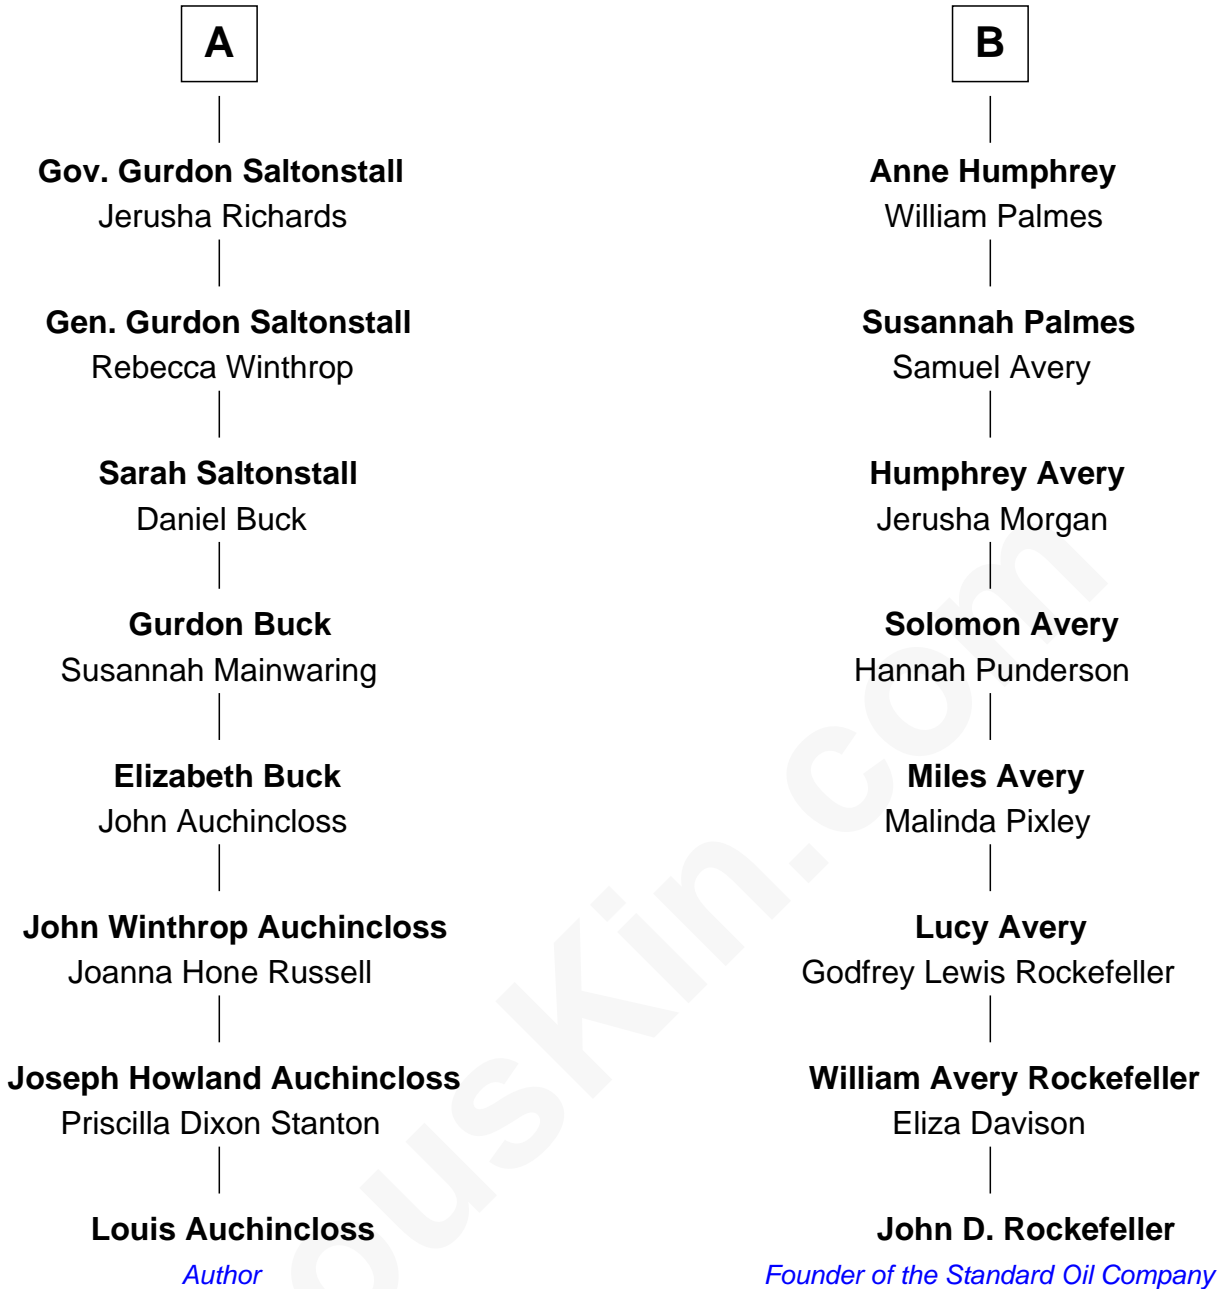 A
Gov. Gurdon Saltonstall
Jerusha Richards
Gen. Gurdon Saltonstall
Rebecca Winthrop
Sarah Saltonstall
Daniel Buck
Gurdon Buck
Susannah Mainwaring
Elizabeth Buck
John Auchincloss
John Winthrop Auchincloss
Joanna Hone Russell
Joseph Howland Auchincloss
Priscilla Dixon Stanton
Louis Auchincloss
Author
B
Anne Humphrey
William Palmes
Susannah Palmes
Samuel Avery
Humphrey Avery
Jerusha Morgan
Solomon Avery
Hannah Punderson
Miles Avery
Malinda Pixley
Lucy Avery
Godfrey Lewis Rockefeller
William Avery Rockefeller
Eliza Davison
John D. Rockefeller
Founder of the Standard Oil Company
ousKin.com